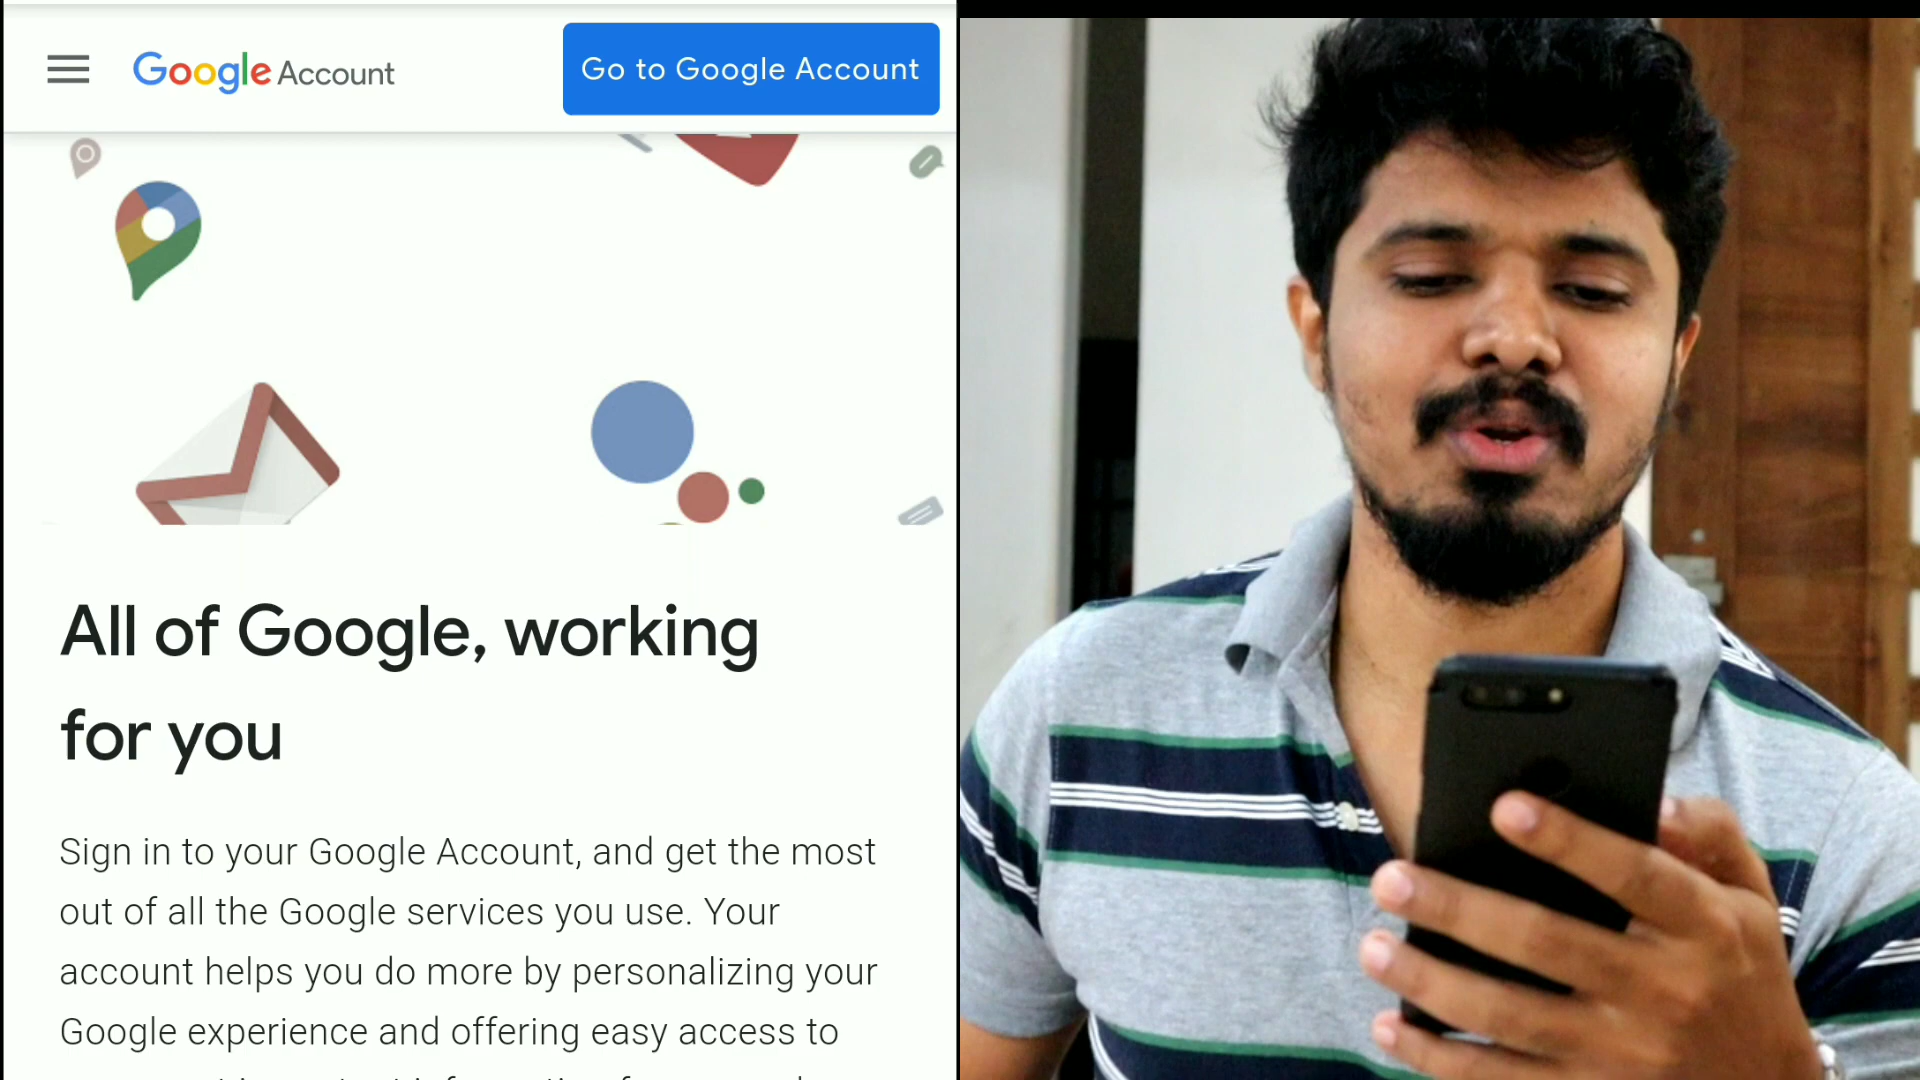 Google Account
Go to Google Account
All of Google, working
for you
Sign in to your Google Account, and get the most
out of all the Google services you use. Your
account helps you do more by personalizing your
Google experience and offering easy access to